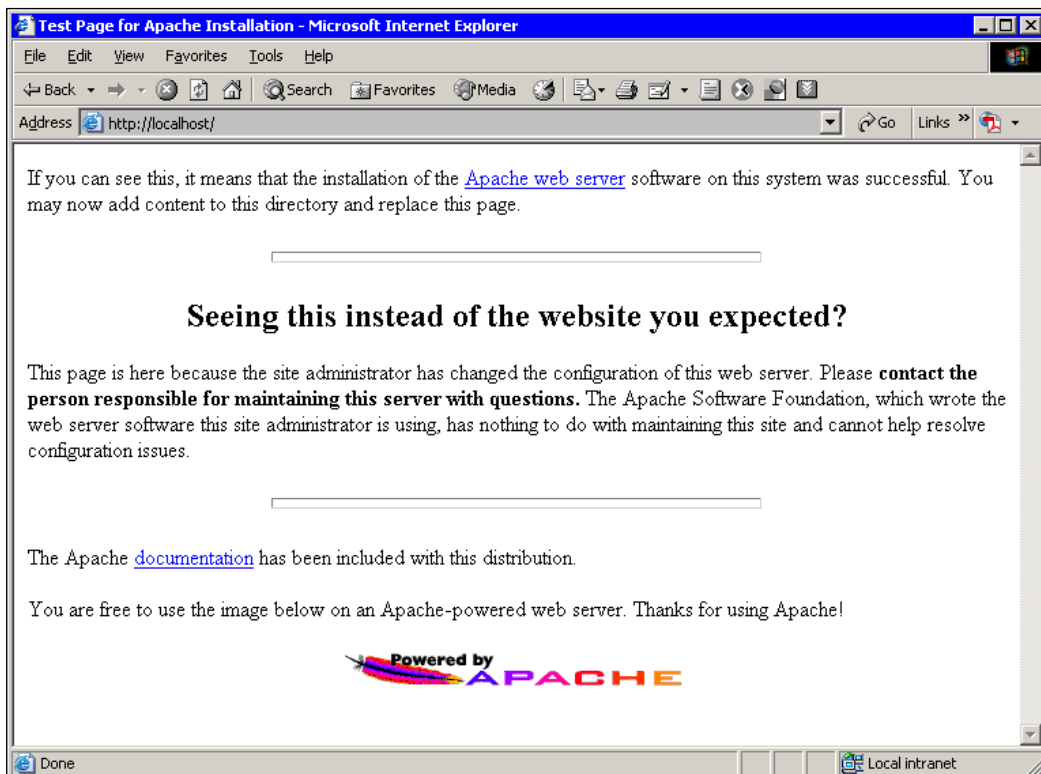 Test Page for Apache Installation - Microsoft Internet Explorer
File Edit View Favorites Tools Help
Back Search Favorites Media
Address http://localhost/ Go Links »
If you can see this, it means that the installation of the Apache web server software on this system was successful. You
may now add content to this directory and replace this page.
Seeing this instead of the website you expected?
This page is here because the site administrator has changed the configuration of this web server. Please contact the
person responsible for maintaining this server with questions. The Apache Software Foundation, which wrote the
web server software this site administrator is using, has nothing to do with maintaining this site and cannot help resolve
configuration issues.
The Apache documentation has been included with this distribution.
You are free to use the image below on an Apache-powered web server. Thanks for using Apache!
Powered by
APACHE
Done Local intranet